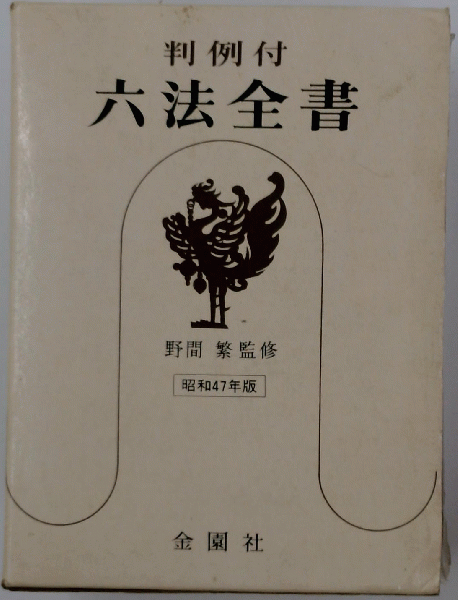 判例付
六法全書
野間 繁監修
昭和47年版
金園社